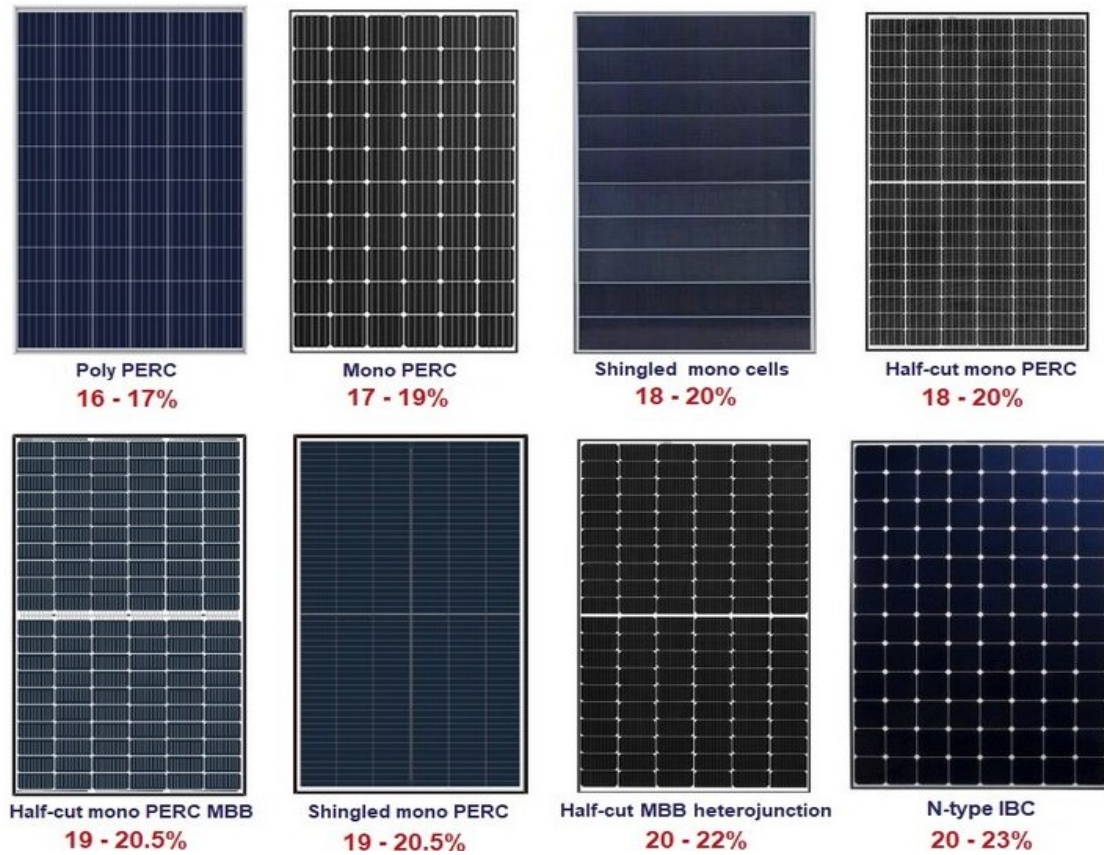 Poly PERC
16 - 17%
Mono PERC
17 - 19%
Shingled mono cells
18 - 20%
Half-cut mono PERC
18 - 20%
Half-cut mono PERC MBB
19 - 20.5%
Shingled mono PERC
19 - 20.5%
Half-cut MBB heterojunction
20 - 22%
N-type IBC
20 - 23%